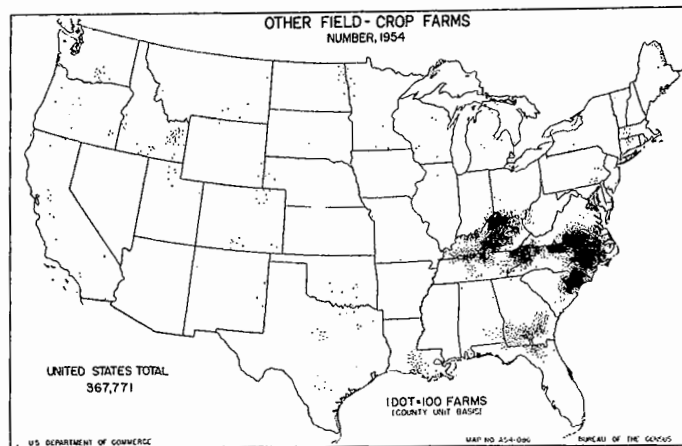 OTHER FIELD-CROP FARMS
NUMBER, 1954
UNITED STATES TOTAL
367,771
1 DOT=100 FARMS
(COUNTY UNIT BASIS)
U S DEPARTMENT OF COMMERCE
MAP NO. A54-086
BUREAU OF THE CENSUS